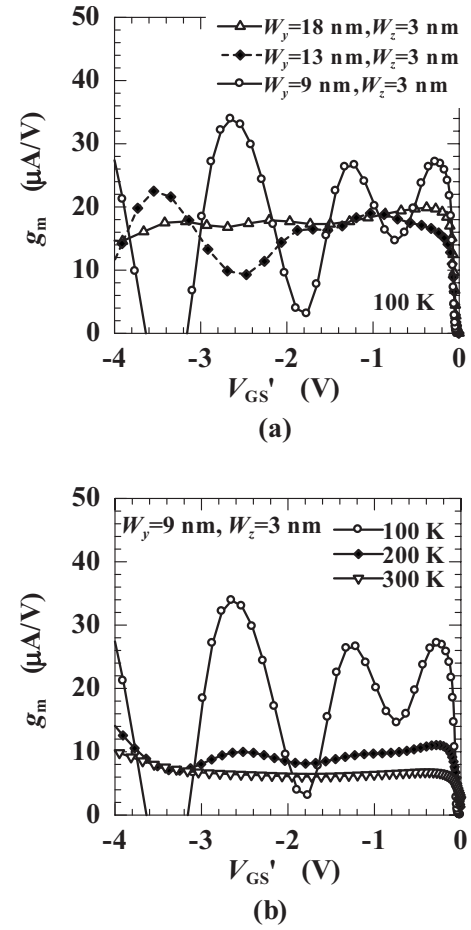 50
W_y=18 nm, W_z=3 nm
W_y=13 nm, W_z=3 nm
W_y=9 nm, W_z=3 nm
40
30
20
10
0
g_m (μA/V)
100 K
-4 -3 -2 -1 0
V_GS' (V)
(a)
W_y=9 nm, W_z=3 nm
100 K
200 K
300 K
50
40
30
20
10
0
g_m (μA/V)
-4 -3 -2 -1 0
V_GS' (V)
(b)